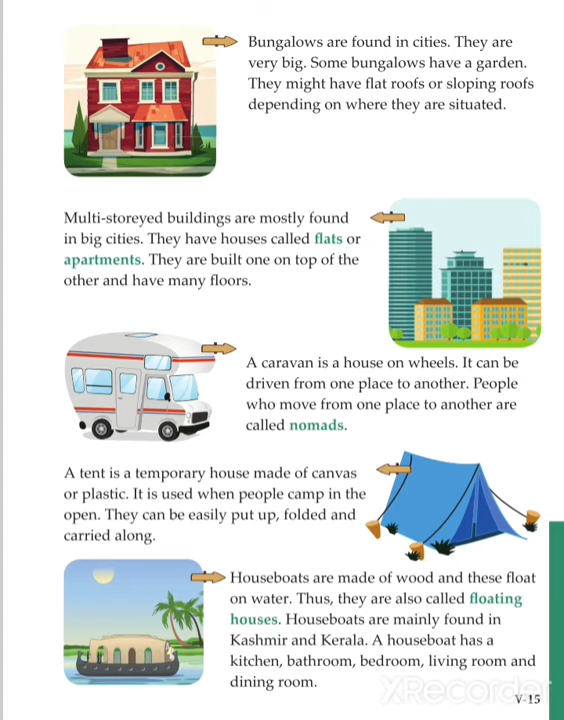 Bungalows are found in cities. They are
very big. Some bungalows have a garden.
They might have flat roofs or sloping roofs
depending on where they are situated.
Multi-storeyed buildings are mostly found
in big cities. They have houses called flats or
apartments. They are built one on top of the
other and have many floors.
A caravan is a house on wheels. It can be
driven from one place to another. People
who move from one place to another are
called nomads.
A tent is a temporary house made of canvas
or plastic. It is used when people camp in the
open. They can be easily put up, folded and
carried along.
Houseboats are made of wood and these float
on water. Thus, they are also called floating
houses. Houseboats are mainly found in
Kashmir and Kerala. A houseboat has a
kitchen, bathroom, bedroom, living room and
dining room.
XRecorder
V-15